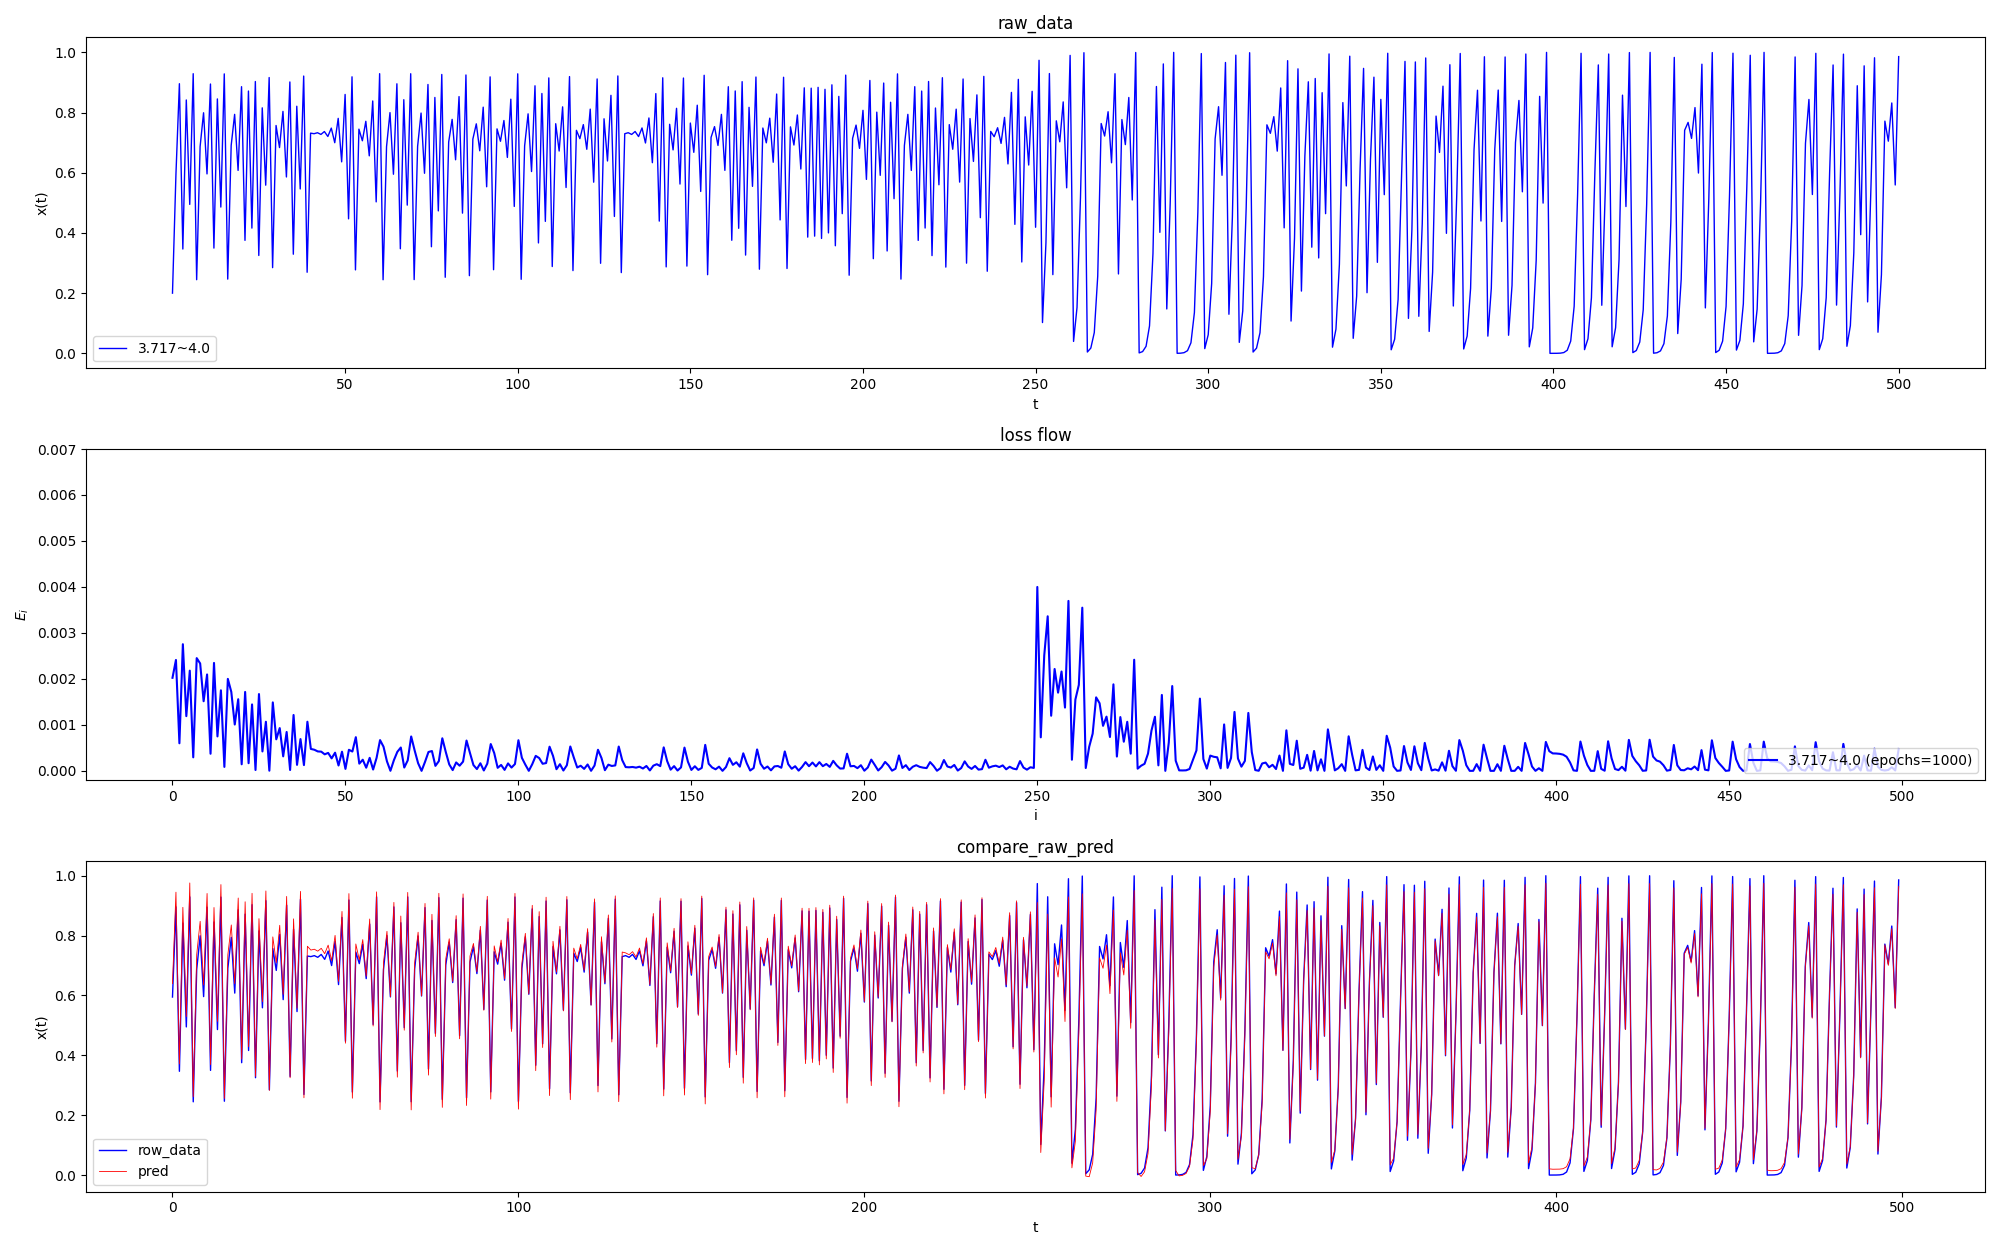 raw_data
1.0
0.8
0.6
0.4
0.2
0.0
x(t)
3.717~4.0
50 100 150 200 250 300 350 400 450 500
t
loss flow
0.007
0.006
0.005
0.004
0.003
0.002
0.001
0.000
E_i
3.717~4.0 (epochs=1000)
0 50 100 150 200 250 300 350 400 450 500
i
compare_raw_pred
1.0
0.8
0.6
0.4
0.2
0.0
x(t)
row_data
pred
0 100 200 300 400 500
t